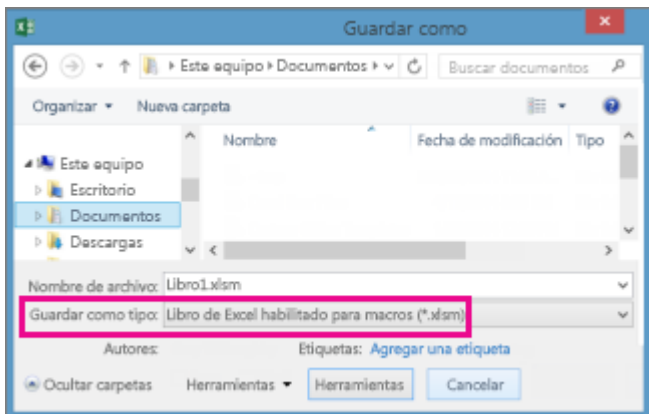 Guardar como
Este equipo Documentos Buscar documentos
Organizar Nueva carpeta
Nombre Fecha de modificación Tipo
Este equipo
Escritorio
Documentos
Descargas
Nombre de archivo: Libro1.xlsm
Guardar como tipo: Libro de Excel habilitado para macros (*.xlsm)
Autores: Etiquetas: Agregar una etiqueta
Ocultar carpetas Herramientas Herramientas Cancelar